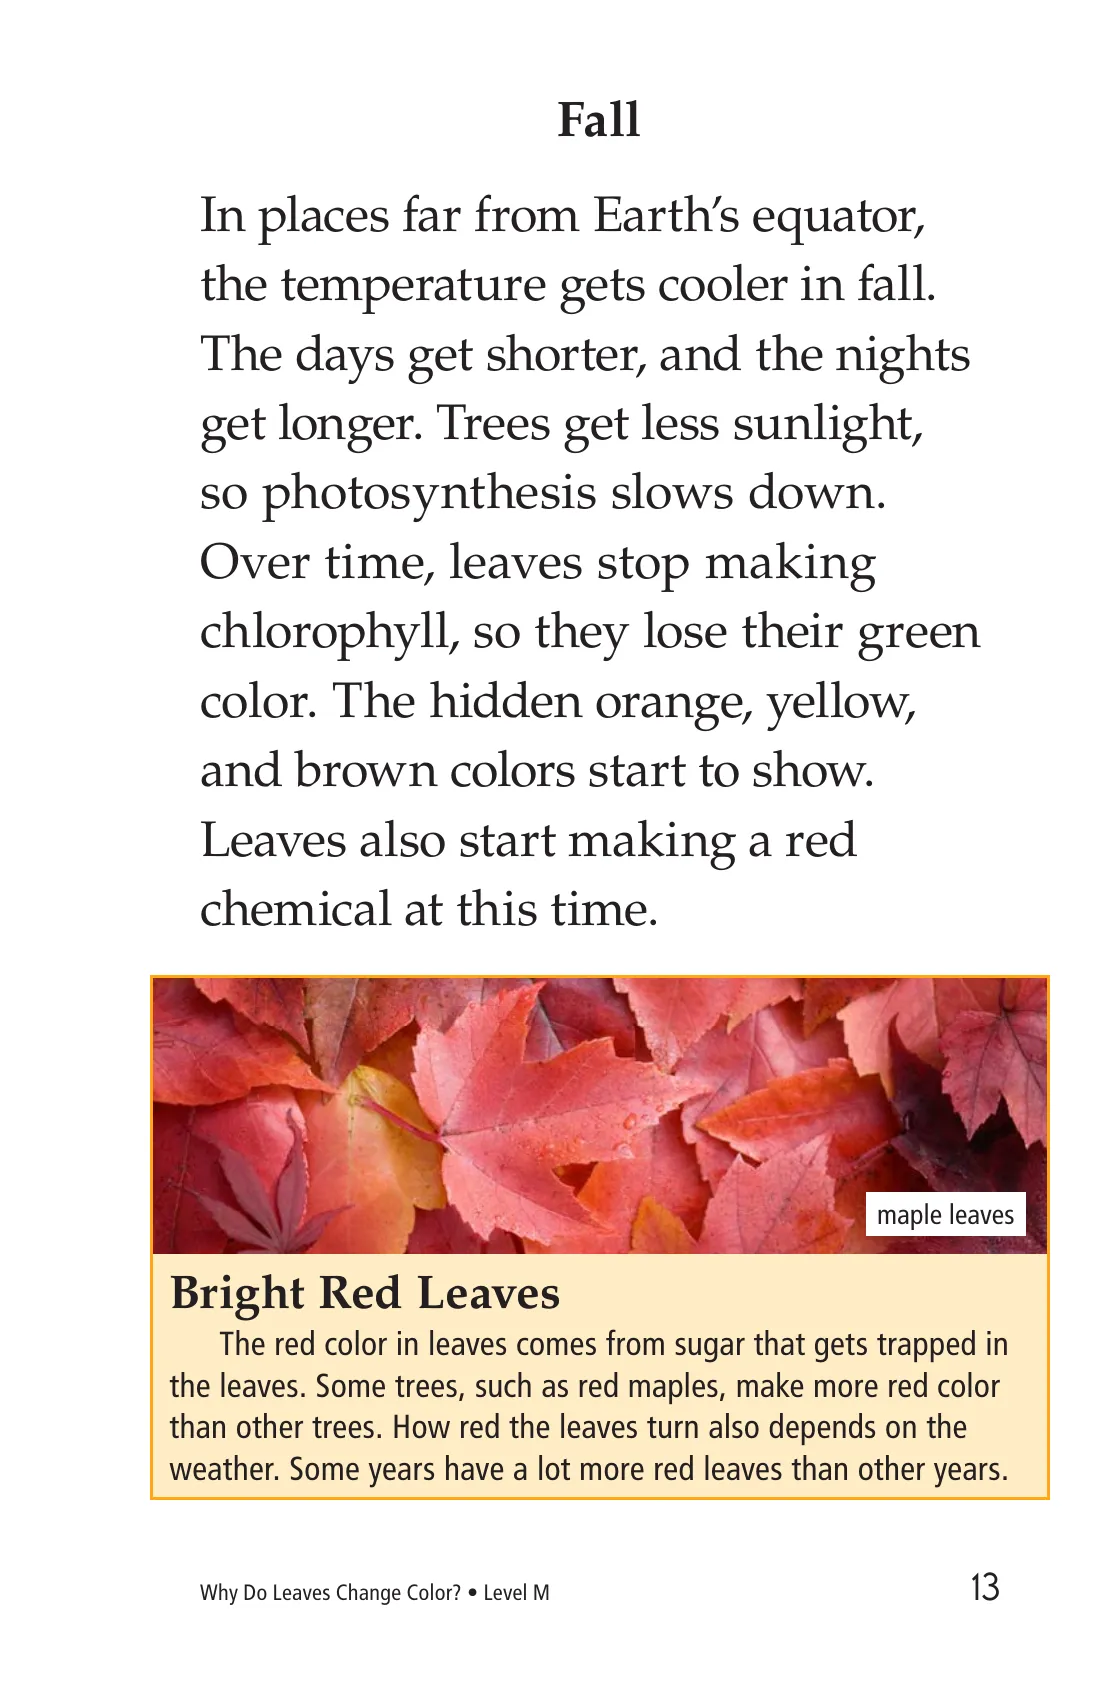 Fall
In places far from Earth’s equator,
the temperature gets cooler in fall.
The days get shorter, and the nights
get longer. Trees get less sunlight,
so photosynthesis slows down.
Over time, leaves stop making
chlorophyll, so they lose their green
color. The hidden orange, yellow,
and brown colors start to show.
Leaves also start making a red
chemical at this time.
maple leaves
Bright Red Leaves
The red color in leaves comes from sugar that gets trapped in
the leaves. Some trees, such as red maples, make more red color
than other trees. How red the leaves turn also depends on the
weather. Some years have a lot more red leaves than other years.
Why Do Leaves Change Color? • Level M
13